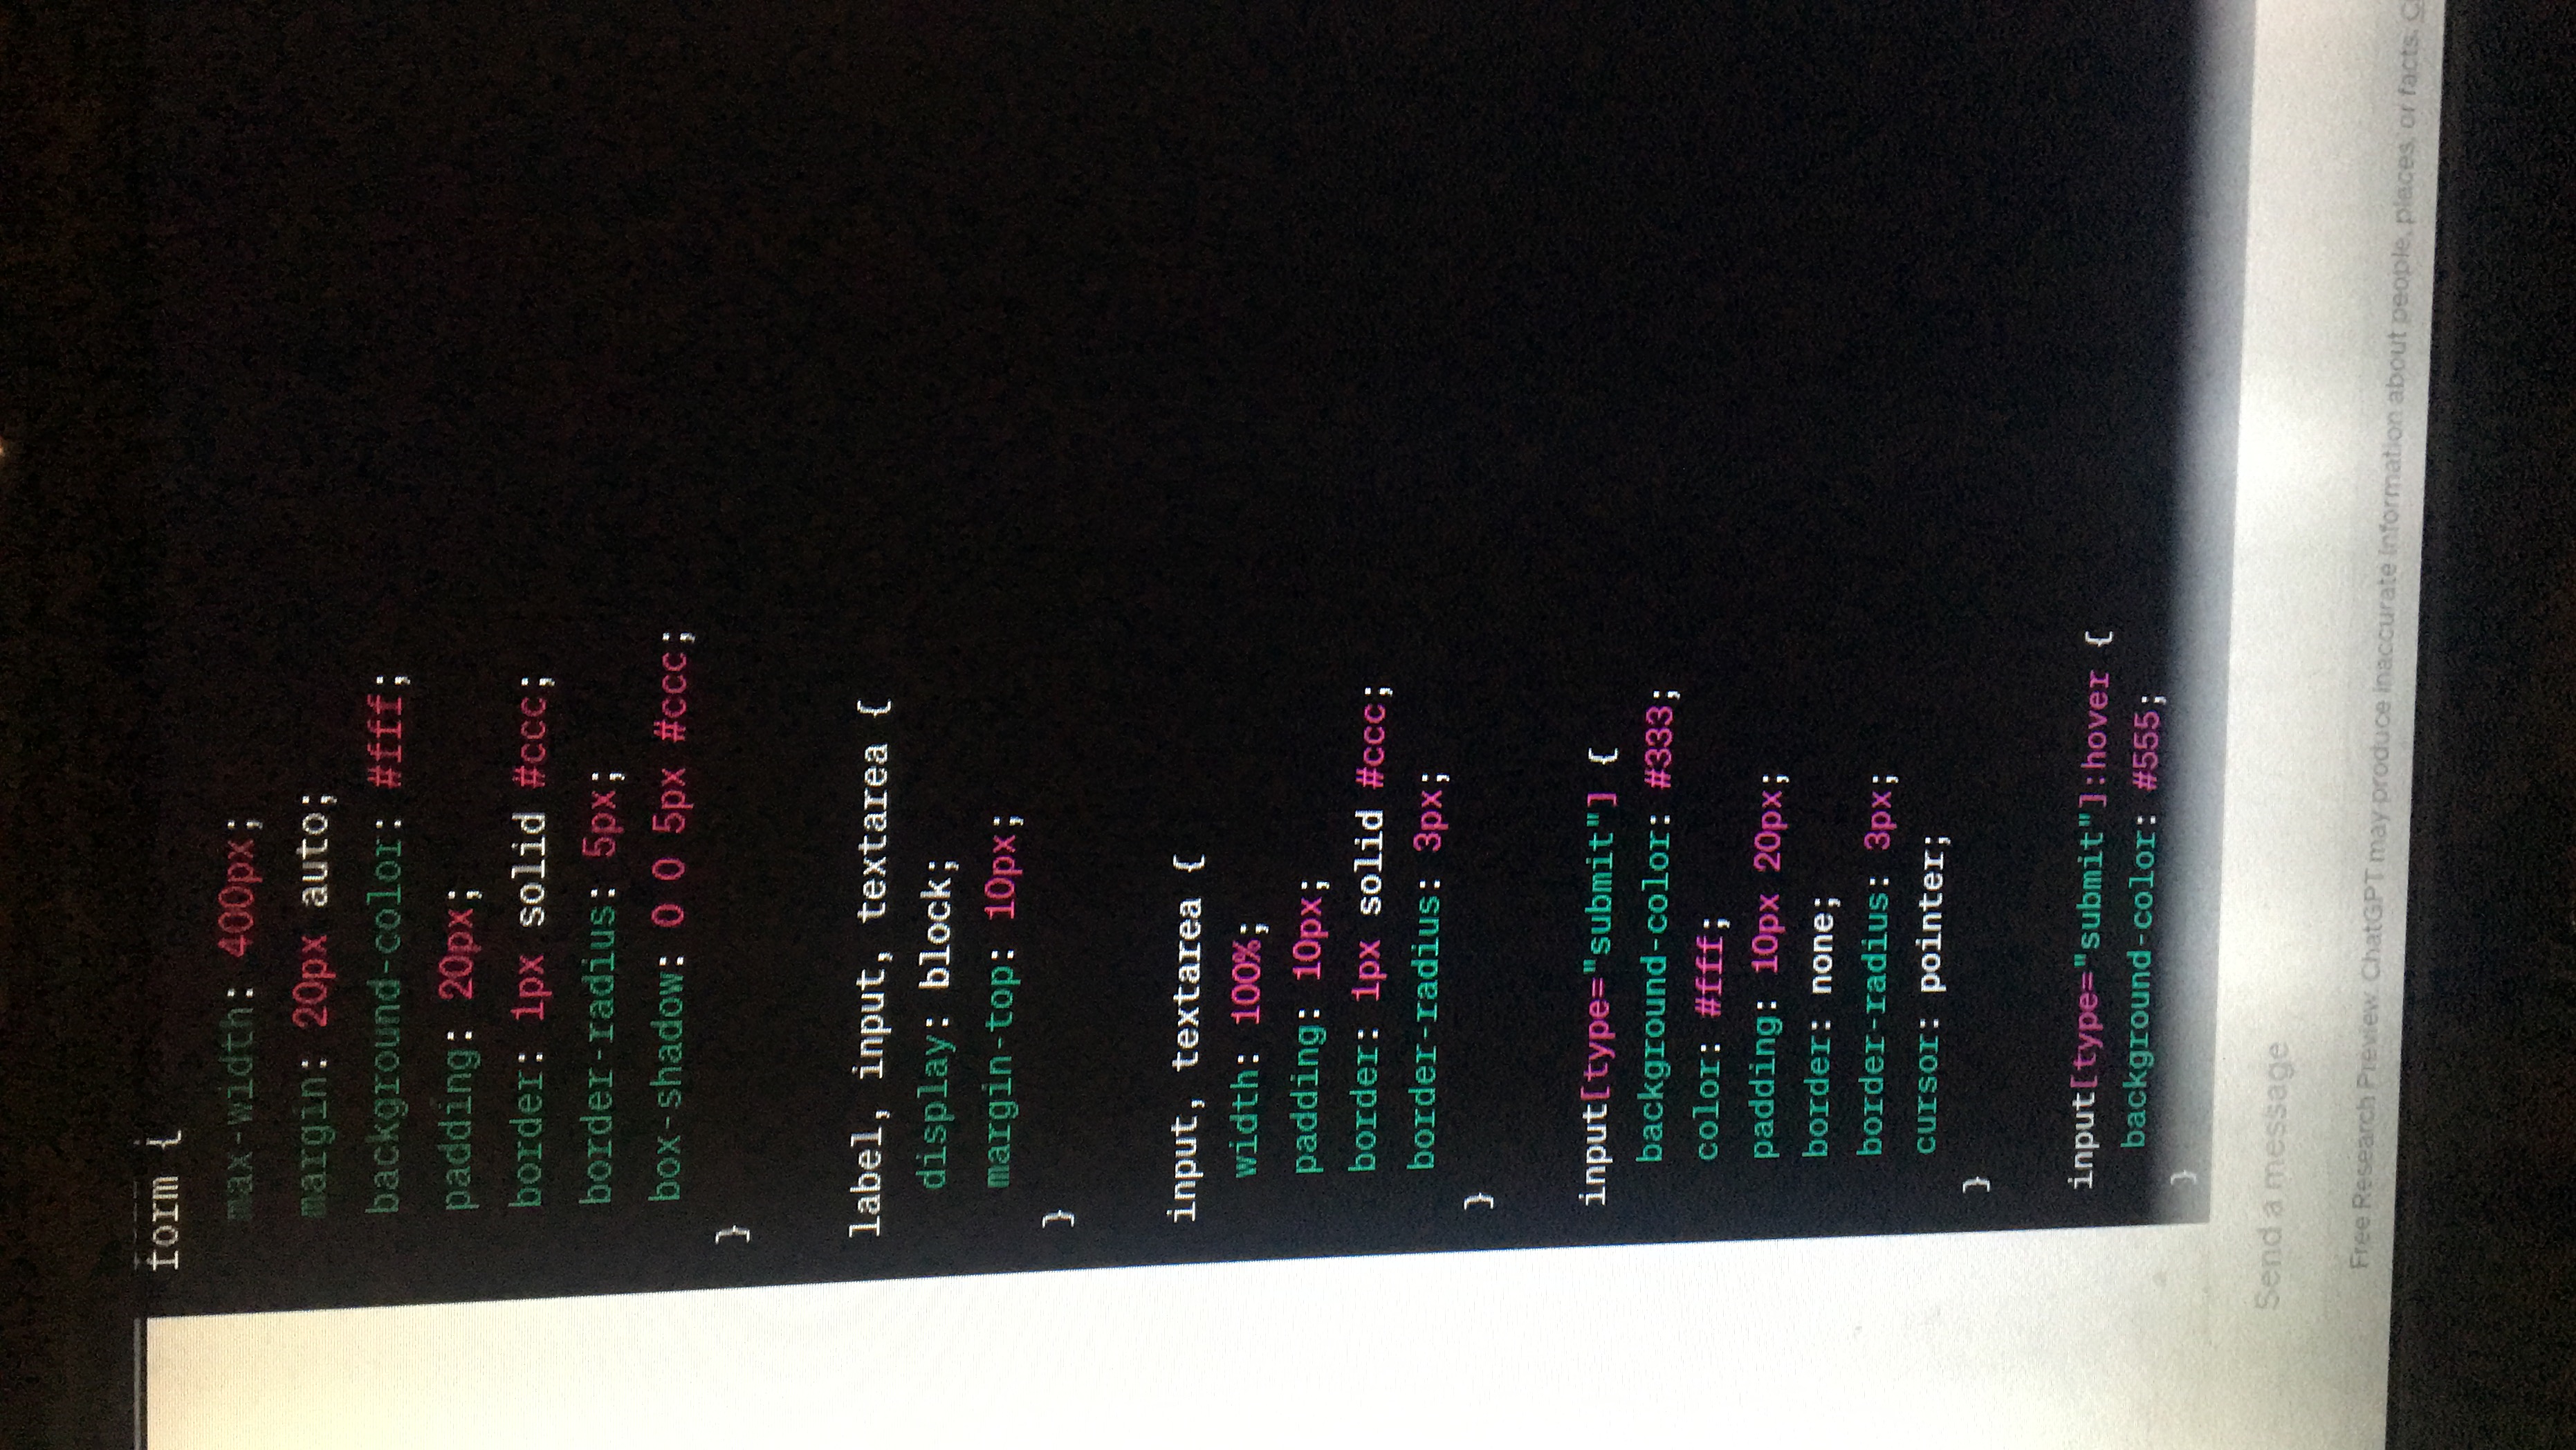 form {
max-width: 400px;
margin: 20px auto;
background-color: #fff;
padding: 20px;
border: 1px solid #ccc;
border-radius: 5px;
box-shadow: 0 0 5px #ccc;
}
label, input, textarea {
display: block;
margin-top: 10px;
}
input, textarea {
width: 100%;
padding: 10px;
border: 1px solid #ccc;
border-radius: 3px;
}
input[type="submit"] {
background-color: #333;
color: #fff;
padding: 10px 20px;
border: none;
border-radius: 3px;
cursor: pointer;
}
input[type="submit"]:hover {
background-color: #555;
}
Send a message
Free Research Preview. ChatGPT may produce inaccurate information about people, places, or facts.